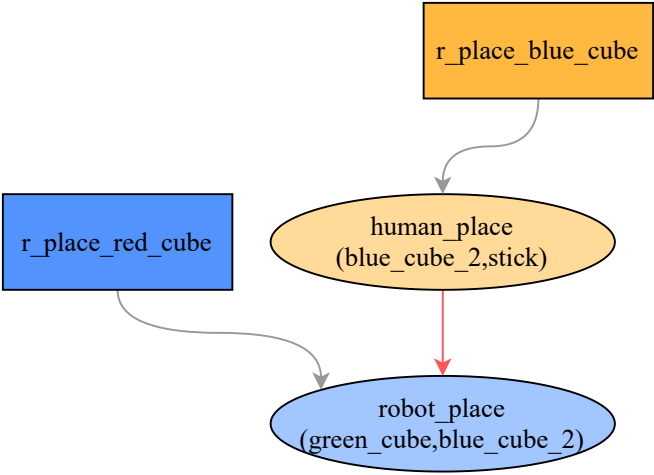 r_place_blue_cube
r_place_red_cube
human_place
(blue_cube_2,stick)
robot_place
(green_cube,blue_cube_2)